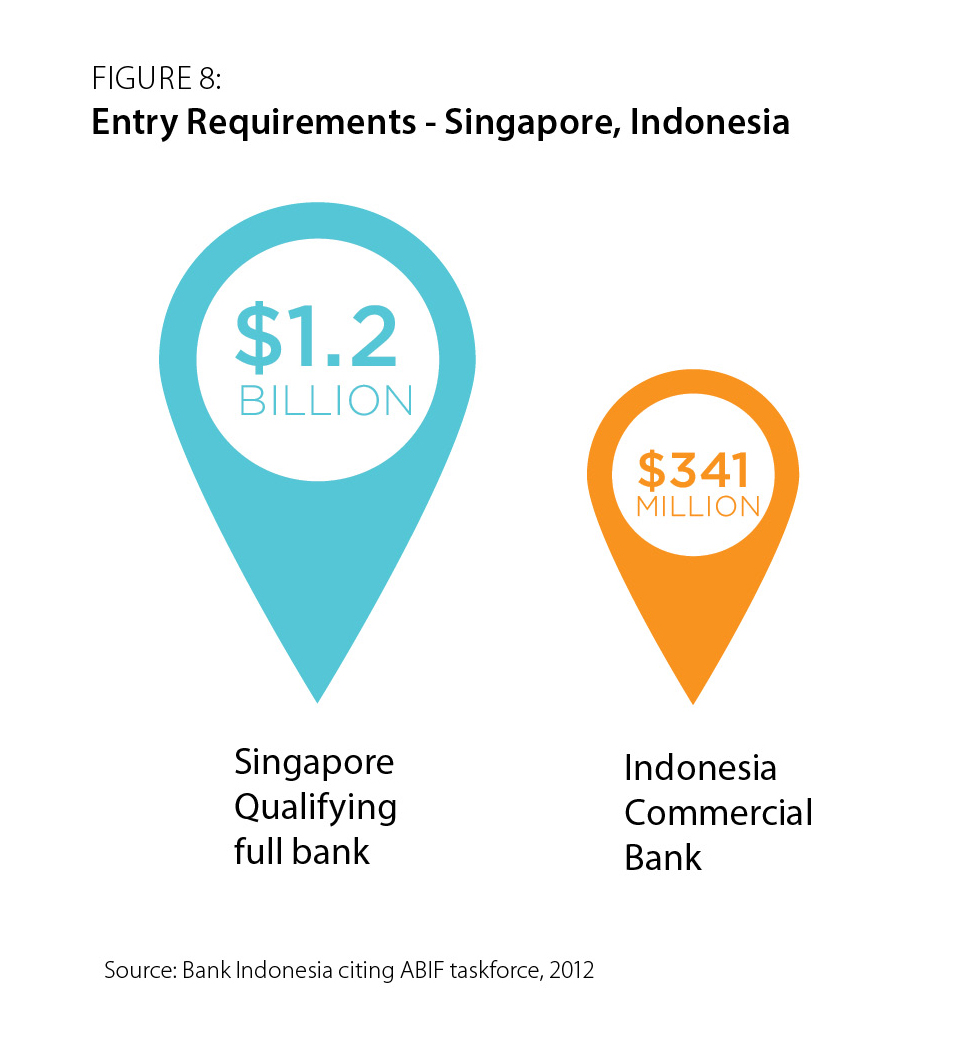 FIGURE 8:
Entry Requirements - Singapore, Indonesia
$1.2
BILLION
$341
MILLION
Singapore
Qualifying
full bank
Indonesia
Commercial
Bank
Source: Bank Indonesia citing ABIF taskforce, 2012